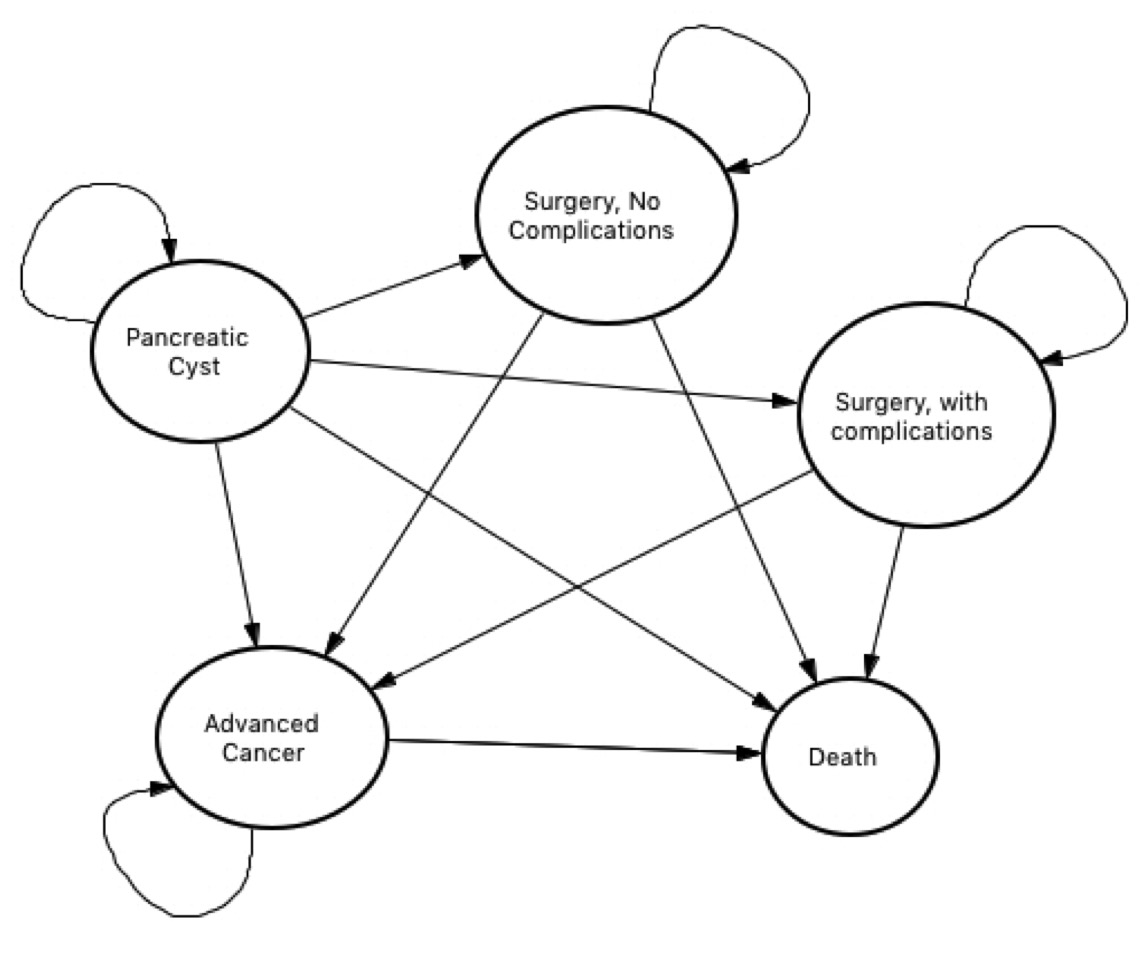 Surgery, No
Complications
Pancreatic
Cyst
Surgery, with
complications
Advanced
Cancer
Death